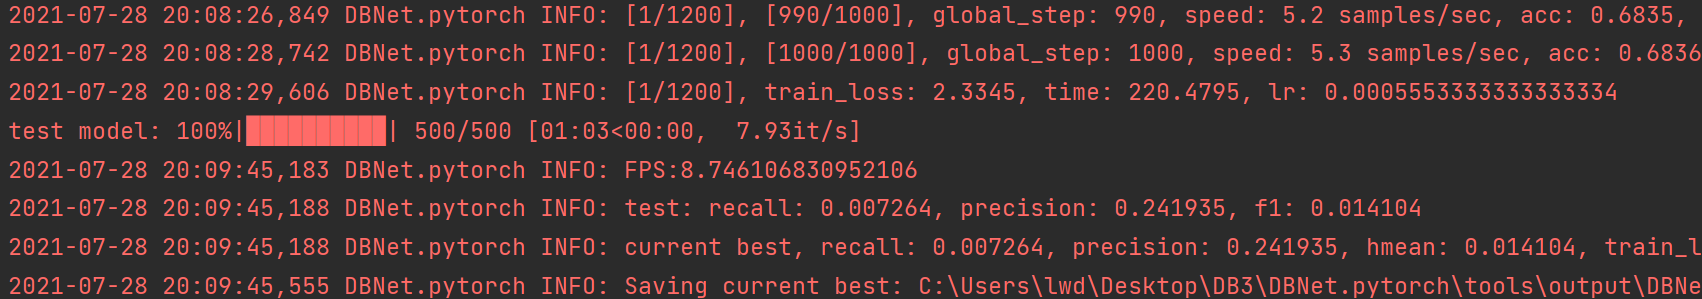 2021-07-28 20:08:26,849 DBNet.pytorch INFO: [1/1200], [990/1000], global_step: 990, speed: 5.2 samples/sec, acc: 0.6835,
2021-07-28 20:08:28,742 DBNet.pytorch INFO: [1/1200], [1000/1000], global_step: 1000, speed: 5.3 samples/sec, acc: 0.6836
2021-07-28 20:08:29,606 DBNet.pytorch INFO: [1/1200], train_loss: 2.3345, time: 220.4795, lr: 0.0005553333333333334
test model: 100%|██████████| 500/500 [01:03<00:00,  7.93it/s]
2021-07-28 20:09:45,183 DBNet.pytorch INFO: FPS:8.746106830952106
2021-07-28 20:09:45,188 DBNet.pytorch INFO: test: recall: 0.007264, precision: 0.241935, f1: 0.014104
2021-07-28 20:09:45,188 DBNet.pytorch INFO: current best, recall: 0.007264, precision: 0.241935, hmean: 0.014104, train_l
2021-07-28 20:09:45,555 DBNet.pytorch INFO: Saving current best: C:\Users\lwd\Desktop\DB3\DBNet.pytorch\tools\output\DBNe